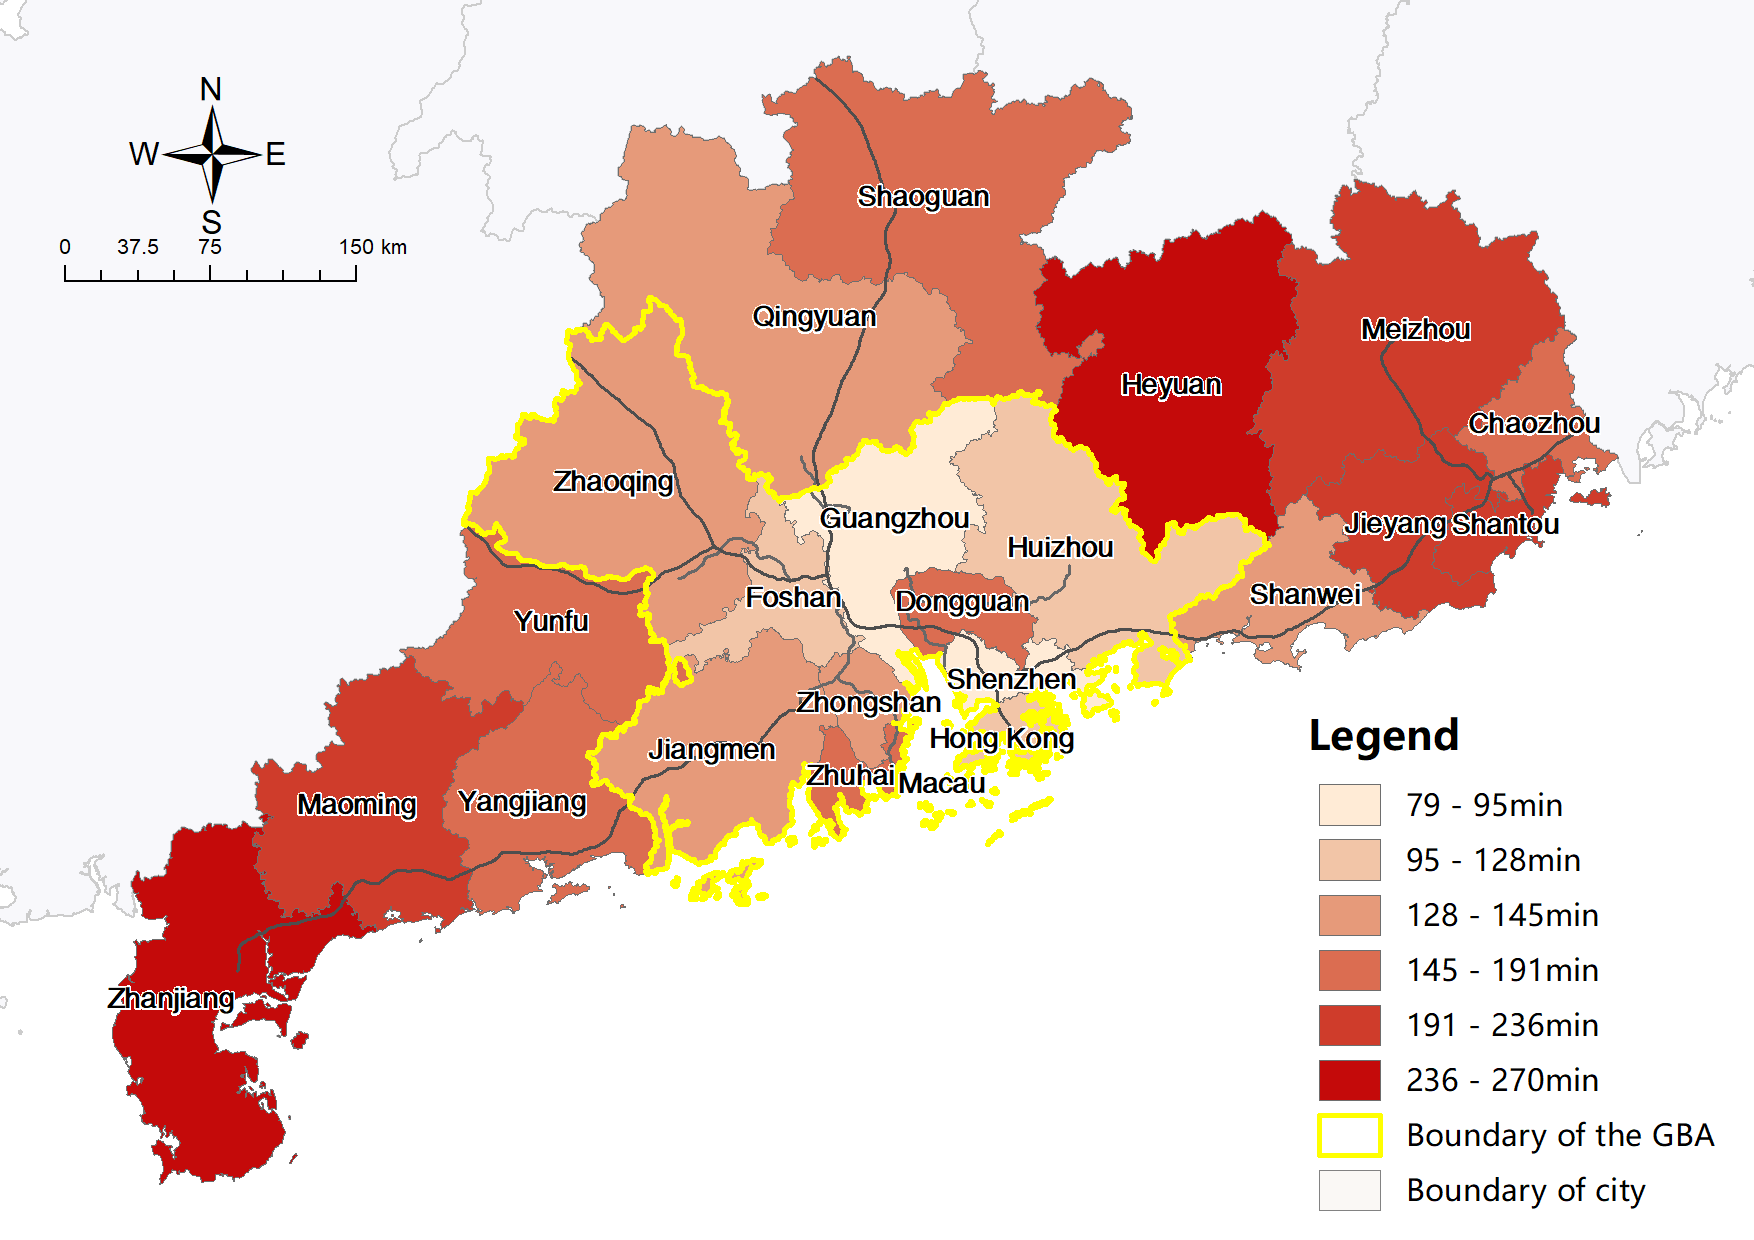 N
W
E
S
0
37.5
75
150 km
Shaoguan
Qingyuan
Meizhou
Heyuan
Chaozhou
Zhaoqing
Guangzhou
Jieyang
Shantou
Huizhou
Foshan
Dongguan
Shanwei
Yunfu
Shenzhen
Zhongshan
Hong Kong
Jiangmen
Zhuhai
Macau
Maoming
Yangjiang
Zhanjiang
Legend
79 - 95min
95 - 128min
128 - 145min
145 - 191min
191 - 236min
236 - 270min
Boundary of the GBA
Boundary of city